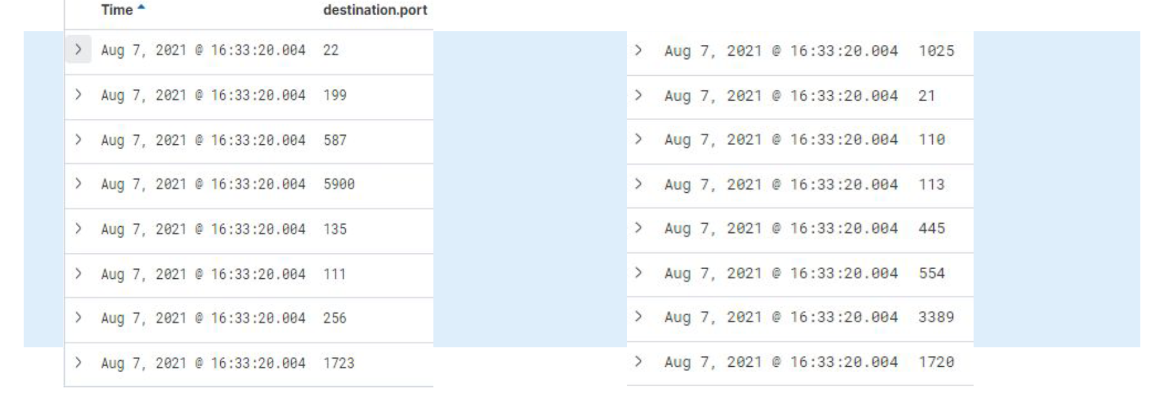 Time destination.port
Aug 7, 2021 @ 16:33:20.004 22
Aug 7, 2021 @ 16:33:20.004 199
Aug 7, 2021 @ 16:33:20.004 587
Aug 7, 2021 @ 16:33:20.004 5900
Aug 7, 2021 @ 16:33:20.004 135
Aug 7, 2021 @ 16:33:20.004 111
Aug 7, 2021 @ 16:33:20.004 256
Aug 7, 2021 @ 16:33:20.004 1723
Aug 7, 2021 @ 16:33:20.004 1025
Aug 7, 2021 @ 16:33:20.004 21
Aug 7, 2021 @ 16:33:20.004 110
Aug 7, 2021 @ 16:33:20.004 113
Aug 7, 2021 @ 16:33:20.004 445
Aug 7, 2021 @ 16:33:20.004 554
Aug 7, 2021 @ 16:33:20.004 3389
Aug 7, 2021 @ 16:33:20.004 1720